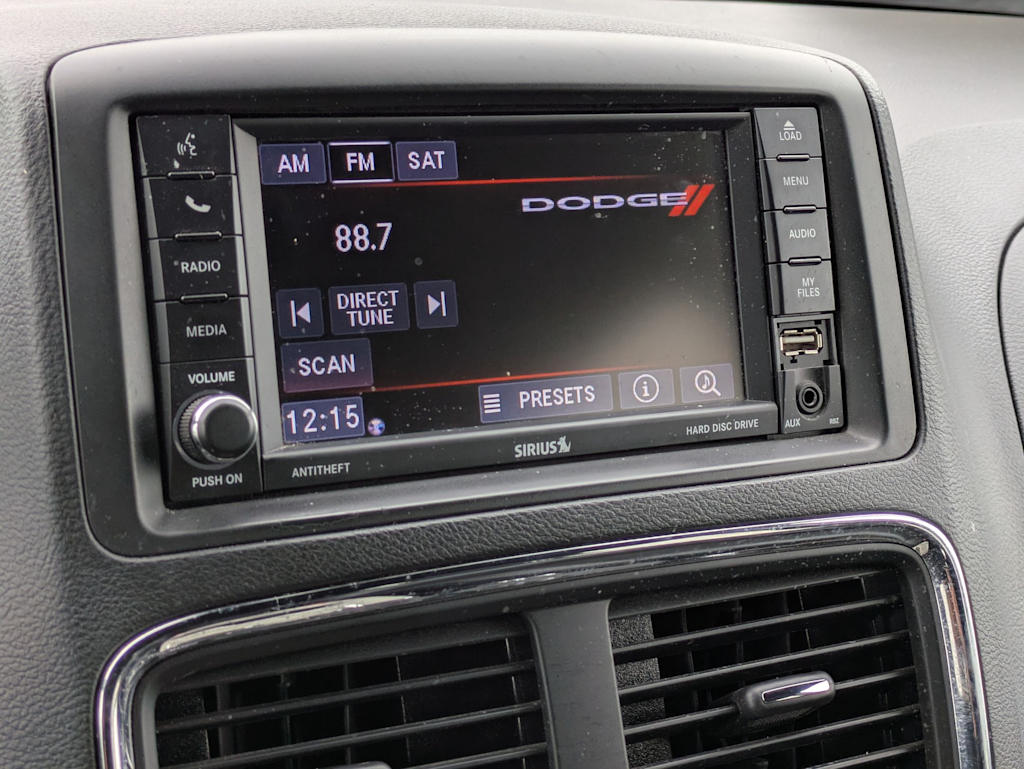 AM FM SAT
LOAD
MENU
DODGE
88.7
AUDIO
RADIO
MY
FILES
DIRECT
TUNE
MEDIA
SCAN
VOLUME
PRESETS
i
12:15
AUX RBZ
HARD DISC DRIVE
SIRIUS
ANTITHEFT
PUSH ON